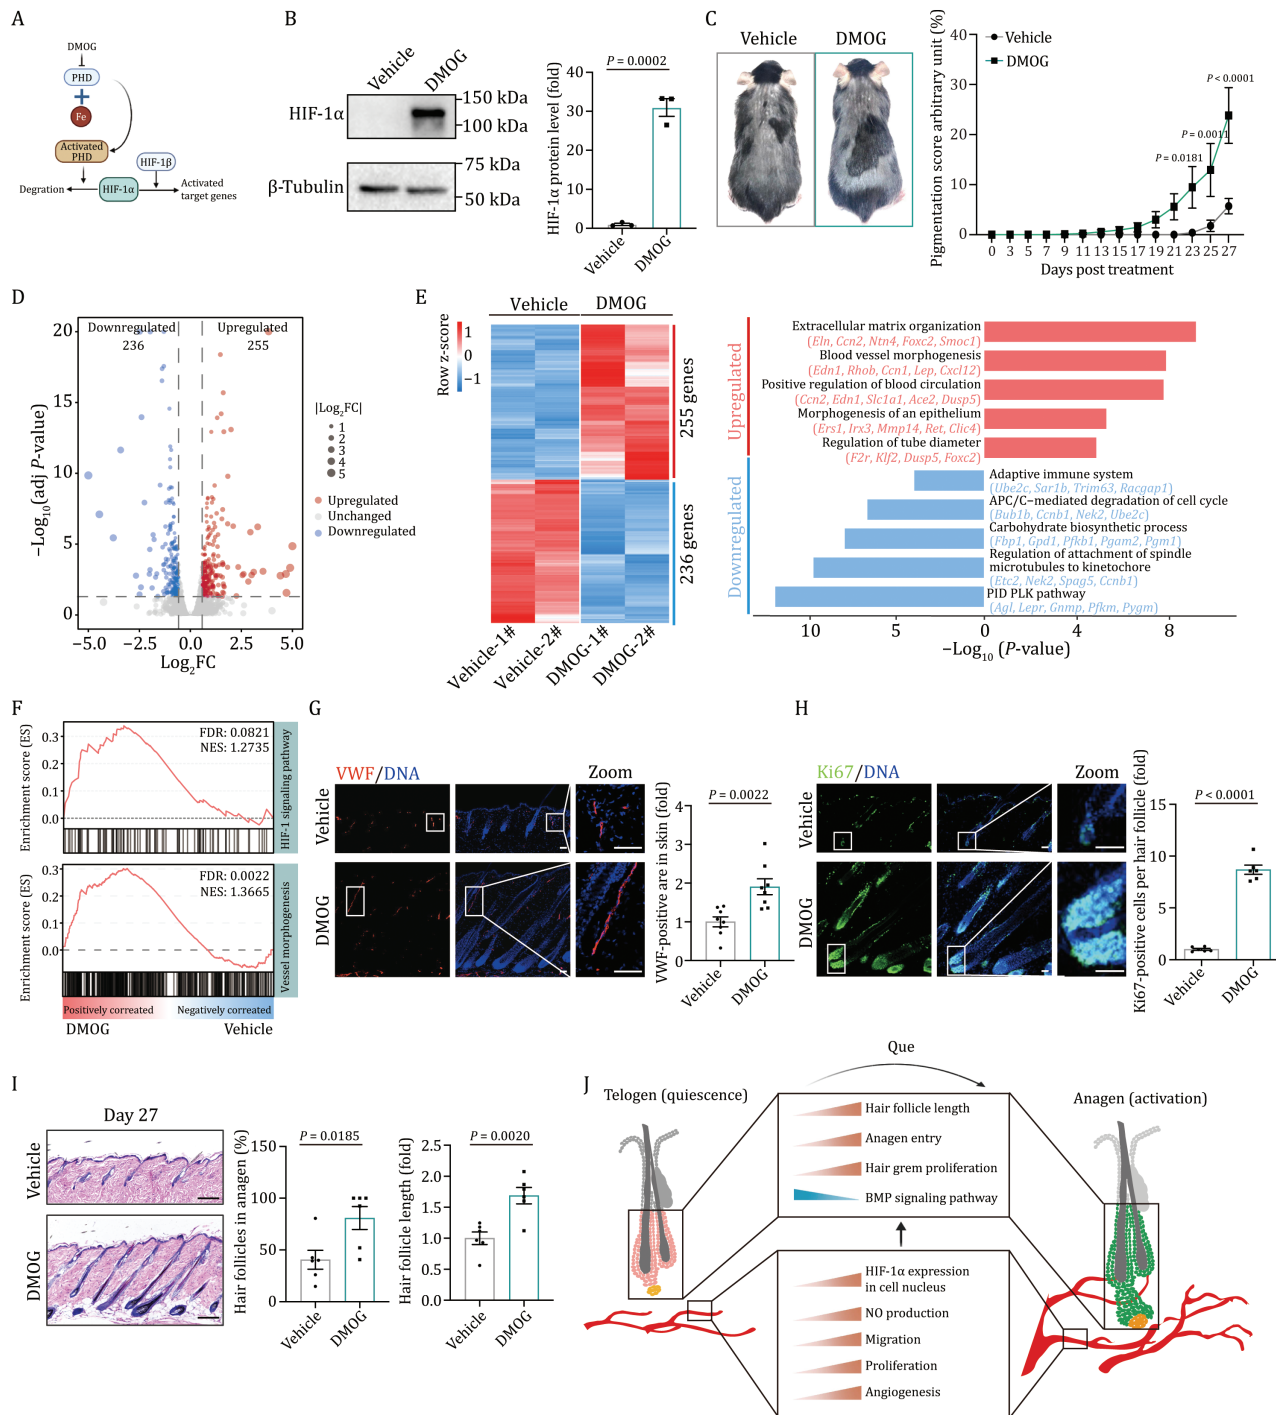 A
DMOG
PHD
Fe
Activated
PHD
HIF-1β
Degration
HIF-1α
Activated
target genes
B
Vehicle
DMOG
HIF-1α
150 kDa
100 kDa
β-Tubulin
75 kDa
50 kDa
HIF-1α protein level (fold)
P = 0.0002
40
30
20
10
0
Vehicle
DMOG
C
Vehicle
DMOG
Pigmentation score arbitrary unit (%)
40
30
20
10
0
Vehicle
DMOG
P < 0.0001
P = 0.0011
P = 0.0181
0 3 5 7 9 11 13 15 17 19 21 23 25 27
Days post treatment
D
Downregulated
236
Upregulated
255
−Log10(adj P-value)
20
15
10
5
0
−5.0 −2.5 0.0 2.5 5.0
Log2FC
|Log2FC|
1
2
3
4
5
Upregulated
Unchanged
Downregulated
E
Vehicle
DMOG
Row z-score
1
0
−1
255 genes
236 genes
Vehicle-1#
Vehicle-2#
DMOG-1#
DMOG-2#
Upregulated
Extracellular matrix organization
(Eln, Ccn2, Ntn4, Foxc2, Smoc1)
Blood vessel morphogenesis
(Edn1, Rhob, Ccn1, Lep, Cxcl12)
Positive regulation of blood circulation
(Ccn2, Edn1, Slc1a1, Ace2, Dusp5)
Morphogenesis of an epithelium
(Ers1, Irx3, Mmp14, Ret, Clic4)
Regulation of tube diameter
(F2r, Klf2, Dusp5, Foxc2)
Downregulated
Adaptive immune system
(Ube2c, Sar1b, Trim63, Racgap1)
APC/C−mediated degradation of cell cycle
(Bub1b, Ccnb1, Nek2, Ube2c)
Carbohydrate biosynthetic process
(Fbp1, Gpd1, Pfkb1, Pgam2, Pgm1)
Regulation of attachment of spindle
microtubules to kinetochore
(Etc2, Nek2, Spag5, Ccnb1)
PID PLK pathway
(Agl, Lepr, Gnmp, Pfkm, Pygm)
10 5 0 4 8
−Log10 (P-value)
F
Enrichment score (ES)
0.3
0.2
0.1
0.0
FDR: 0.0821
NES: 1.2735
HIF-1 signaling pathway
Enrichment score (ES)
0.3
0.2
0.1
0.0
FDR: 0.0022
NES: 1.3665
Vessel morphogenesis
Positively correated
Negatively correated
DMOG
Vehicle
G
VWF/DNA
Zoom
Vehicle
DMOG
VWF-positive are in skin (fold)
P = 0.0022
4
3
2
1
0
Vehicle
DMOG
H
Ki67/DNA
Zoom
Vehicle
DMOG
Ki67-positive cells per hair follicle (fold)
P < 0.0001
15
10
5
0
Vehicle
DMOG
I
Day 27
Vehicle
DMOG
Hair follicles in anagen (%)
P = 0.0185
150
100
50
0
Vehicle
DMOG
Hair follicle length (fold)
P = 0.0020
2.5
2.0
1.5
1.0
0.5
0.0
Vehicle
DMOG
J
Que
Telogen (quiescence)
Anagen (activation)
Hair follicle length
Anagen entry
Hair grem proliferation
BMP signaling pathway
HIF-1α expression
in cell nucleus
NO production
Migration
Proliferation
Angiogenesis